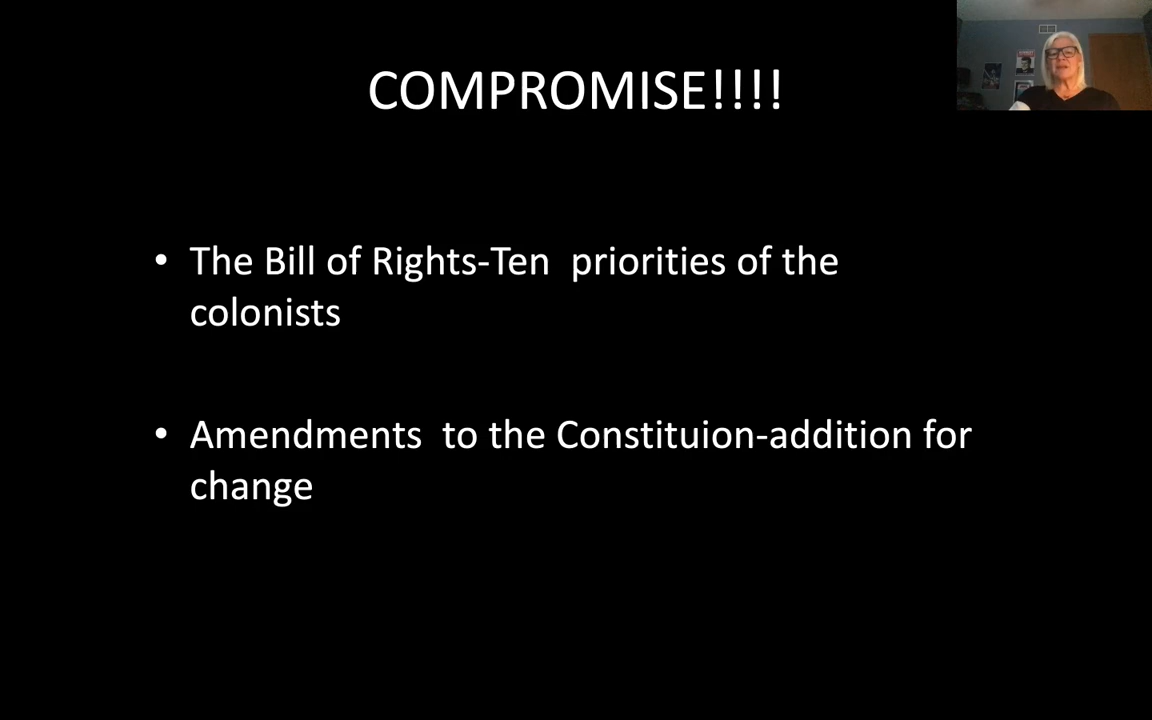 COMPROMISE!!!!
• The Bill of Rights-Ten  priorities of the
colonists
• Amendments  to the Constituion-addition for
change